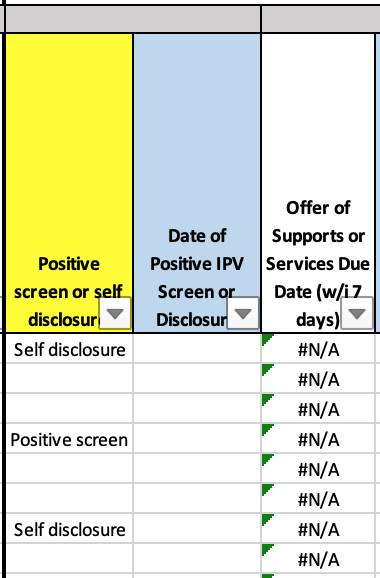 Positive
screen or self
disclosur
Date of
Positive IPV
Screen or
Disclosur
Offer of
Supports or
Services Due
Date (w/i 7
days)
Self disclosure #N/A
#N/A
#N/A
Positive screen #N/A
#N/A
#N/A
Self disclosure #N/A
#N/A